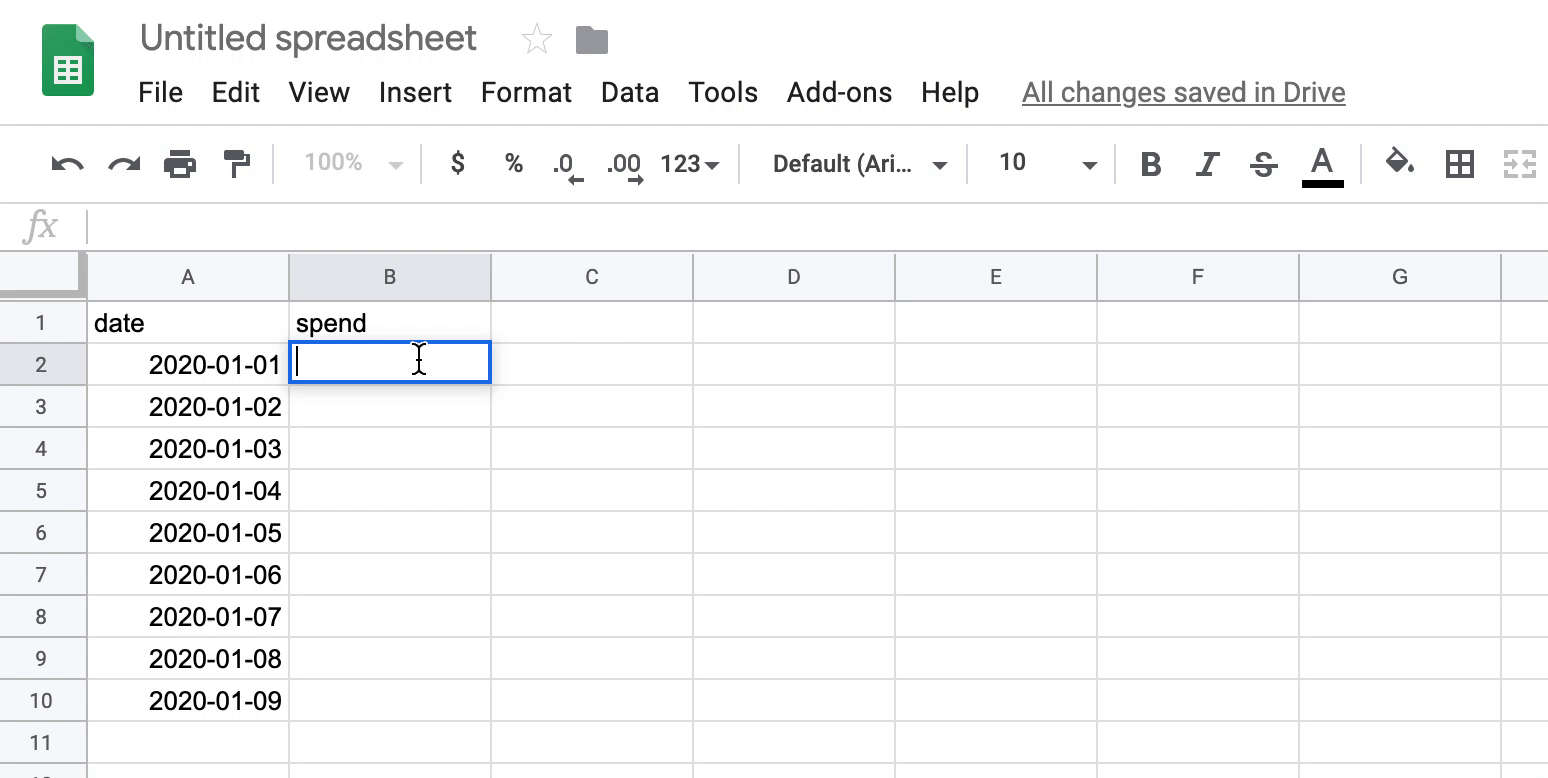 Untitled spreadsheet
File Edit View Insert Format Data Tools Add-ons Help All changes saved in Drive
100% $ % .0 .00 123 Default (Ari... 10 B I S A
fx
A B C D E F G
1 date spend
2 2020-01-01
3 2020-01-02
4 2020-01-03
5 2020-01-04
6 2020-01-05
7 2020-01-06
8 2020-01-07
9 2020-01-08
10 2020-01-09
11